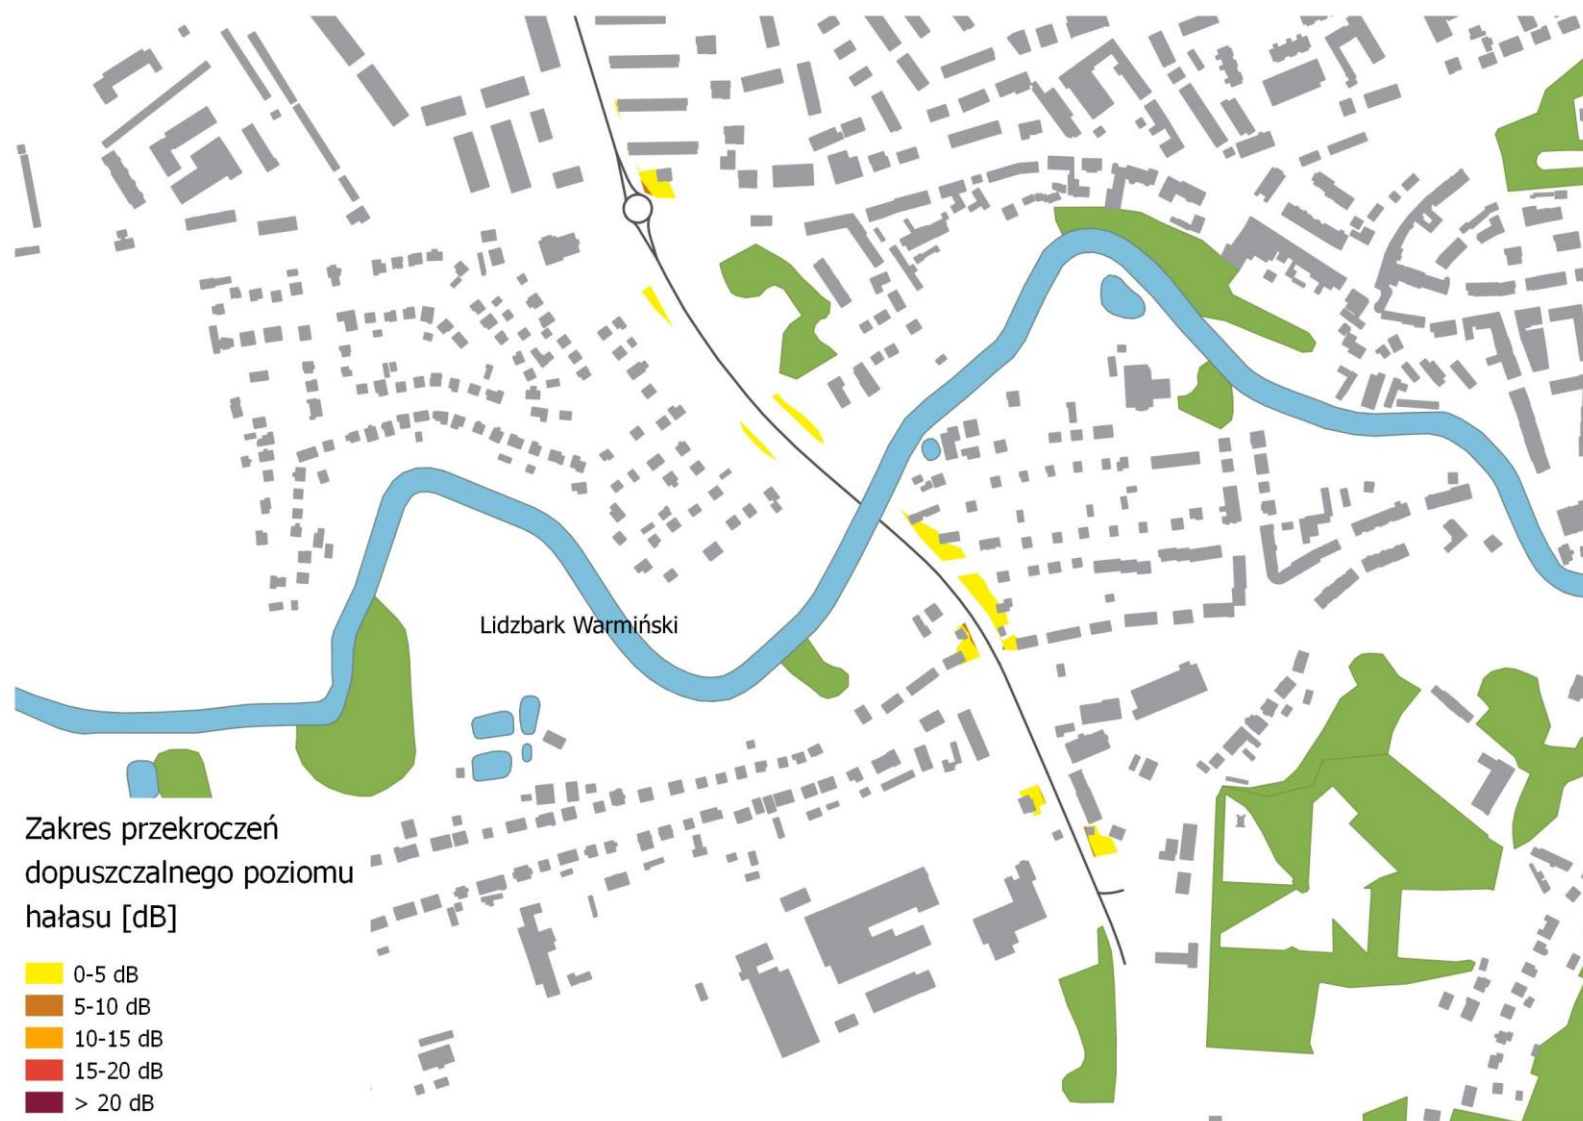 Lidzbark Warmiński
Zakres przekroczeń
dopuszczalnego poziomu
hałasu [dB]
0-5 dB
5-10 dB
10-15 dB
15-20 dB
> 20 dB